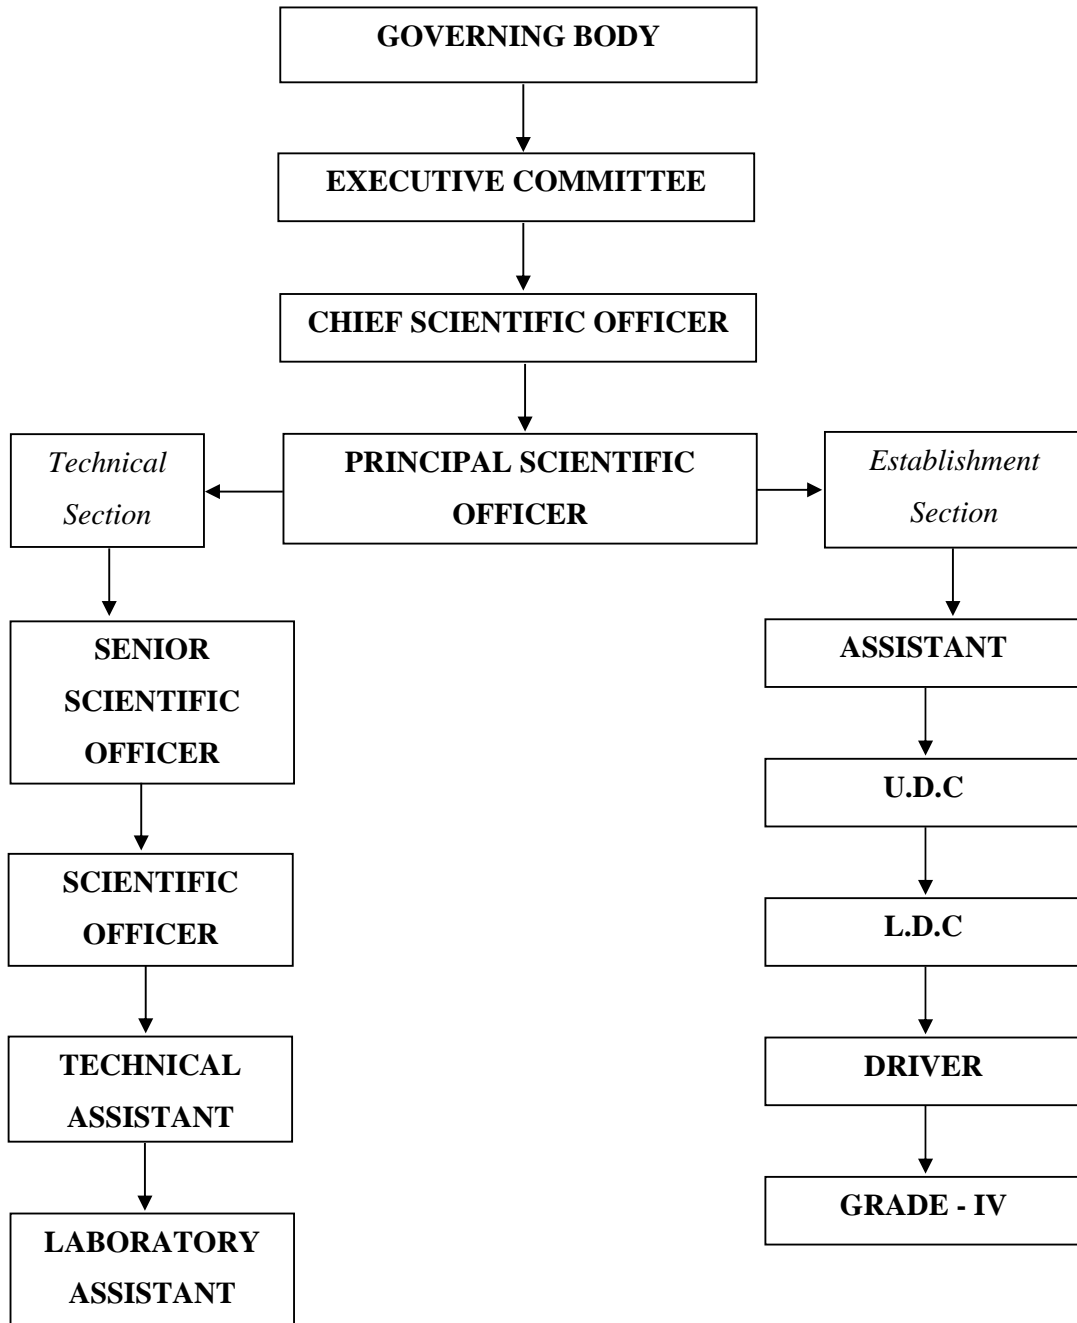 GOVERNING BODY
EXECUTIVE COMMITTEE
CHIEF SCIENTIFIC OFFICER
PRINCIPAL SCIENTIFIC
OFFICER
Technical
Section
SENIOR
SCIENTIFIC
OFFICER
SCIENTIFIC
OFFICER
TECHNICAL
ASSISTANT
LABORATORY
ASSISTANT
Establishment
Section
ASSISTANT
U.D.C
L.D.C
DRIVER
GRADE - IV